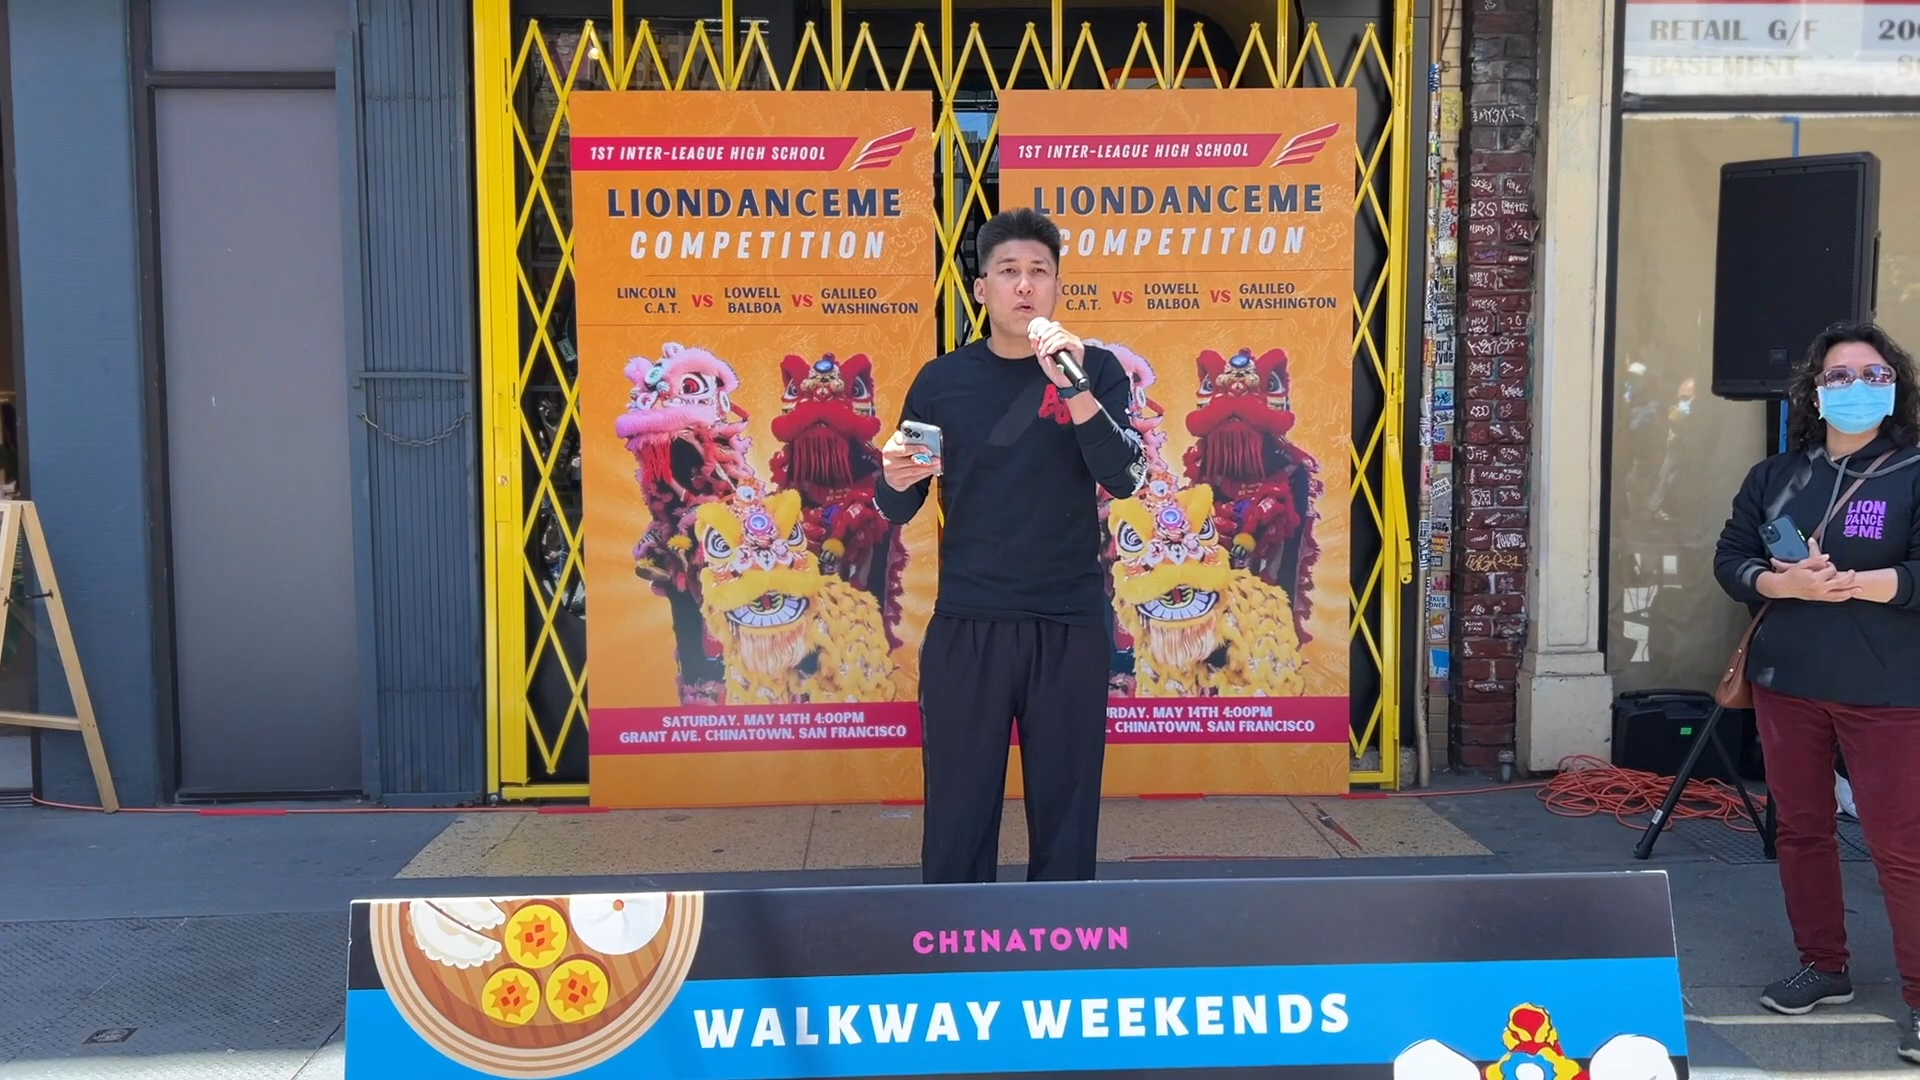 RETAIL G/F 200
BASEMENT
1ST INTER-LEAGUE HIGH SCHOOL
LIONDANCEME
COMPETITION
LINCOLN C.A.T. VS LOWELL BALBOA VS GALILEO WASHINGTON
SATURDAY, MAY 14TH 4:00PM
GRANT AVE. CHINATOWN. SAN FRANCISCO
1ST INTER-LEAGUE HIGH SCHOOL
LIONDANCEME
COMPETITION
COLN C.A.T. VS LOWELL BALBOA VS GALILEO WASHINGTON
RDAY, MAY 14TH 4:00PM
CHINATOWN. SAN FRANCISCO
LION
DANCE
ME
CHINATOWN
WALKWAY WEEKENDS